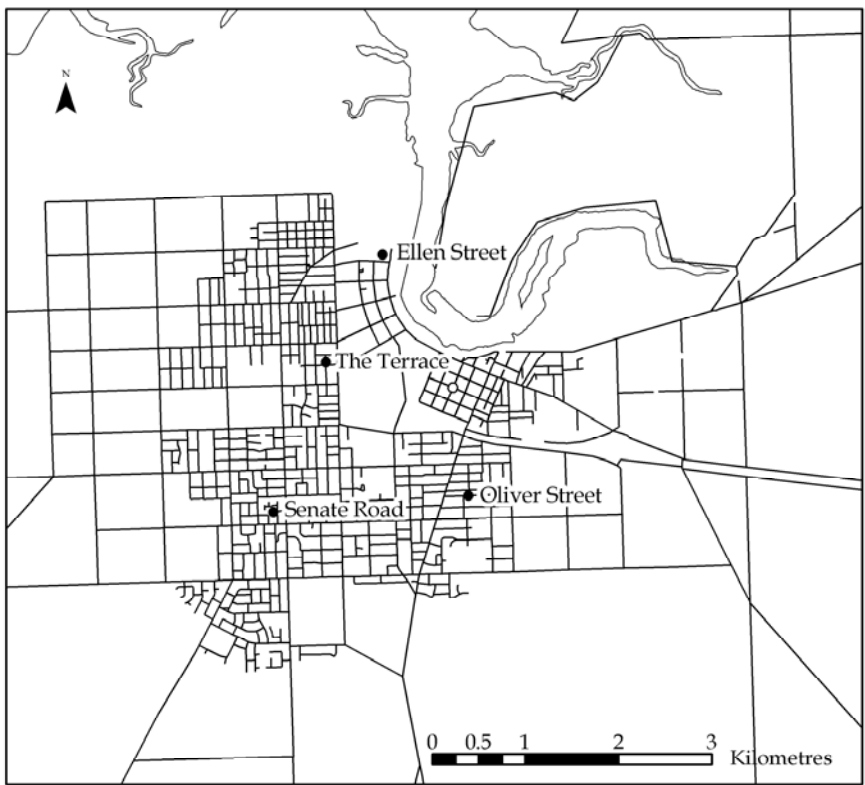 N
Ellen Street
The Terrace
Oliver Street
Senate Road
0 0.5 1 2 3
Kilometres